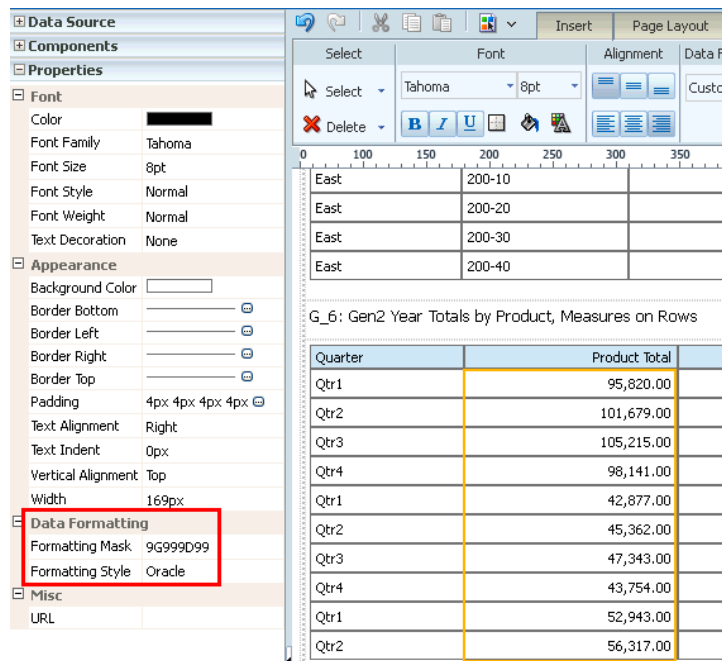 Data Source
Components
Properties
Font
Color
Font Family Tahoma
Font Size 8pt
Font Style Normal
Font Weight Normal
Text Decoration None
Appearance
Background Color
Border Bottom
Border Left
Border Right
Border Top
Padding 4px 4px 4px 4px
Text Alignment Right
Text Indent 0px
Vertical Alignment Top
Width 169px
Data Formatting
Formatting Mask 9G999D99
Formatting Style Oracle
Misc
URL
Insert Page Layout
Select Font Alignment Data F
Select Tahoma 8pt Custo
Delete B I U
0 100 150 200 250 300 350
East 200-10
East 200-20
East 200-30
East 200-40
G_6: Gen2 Year Totals by Product, Measures on Rows
Quarter Product Total
Qtr1 95,820.00
Qtr2 101,679.00
Qtr3 105,215.00
Qtr4 98,141.00
Qtr1 42,877.00
Qtr2 45,362.00
Qtr3 47,343.00
Qtr4 43,754.00
Qtr1 52,943.00
Qtr2 56,317.00